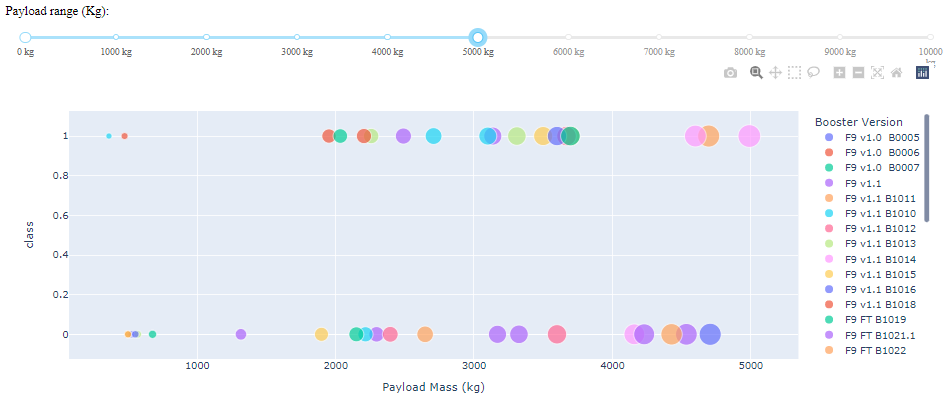 Payload range (Kg):
0 kg 1000 kg 2000 kg 3000 kg 4000 kg 5000 kg 6000 kg 7000 kg 8000 kg 9000 kg 10000
Booster Version
F9 v1.0 B0005
F9 v1.0 B0006
F9 v1.0 B0007
F9 v1.1
F9 v1.1 B1011
F9 v1.1 B1010
F9 v1.1 B1012
F9 v1.1 B1013
F9 v1.1 B1014
F9 v1.1 B1015
F9 v1.1 B1016
F9 v1.1 B1018
F9 FT B1019
F9 FT B1021.1
F9 FT B1022
class
1
0.8
0.6
0.4
0.2
0
1000 2000 3000 4000 5000
Payload Mass (kg)